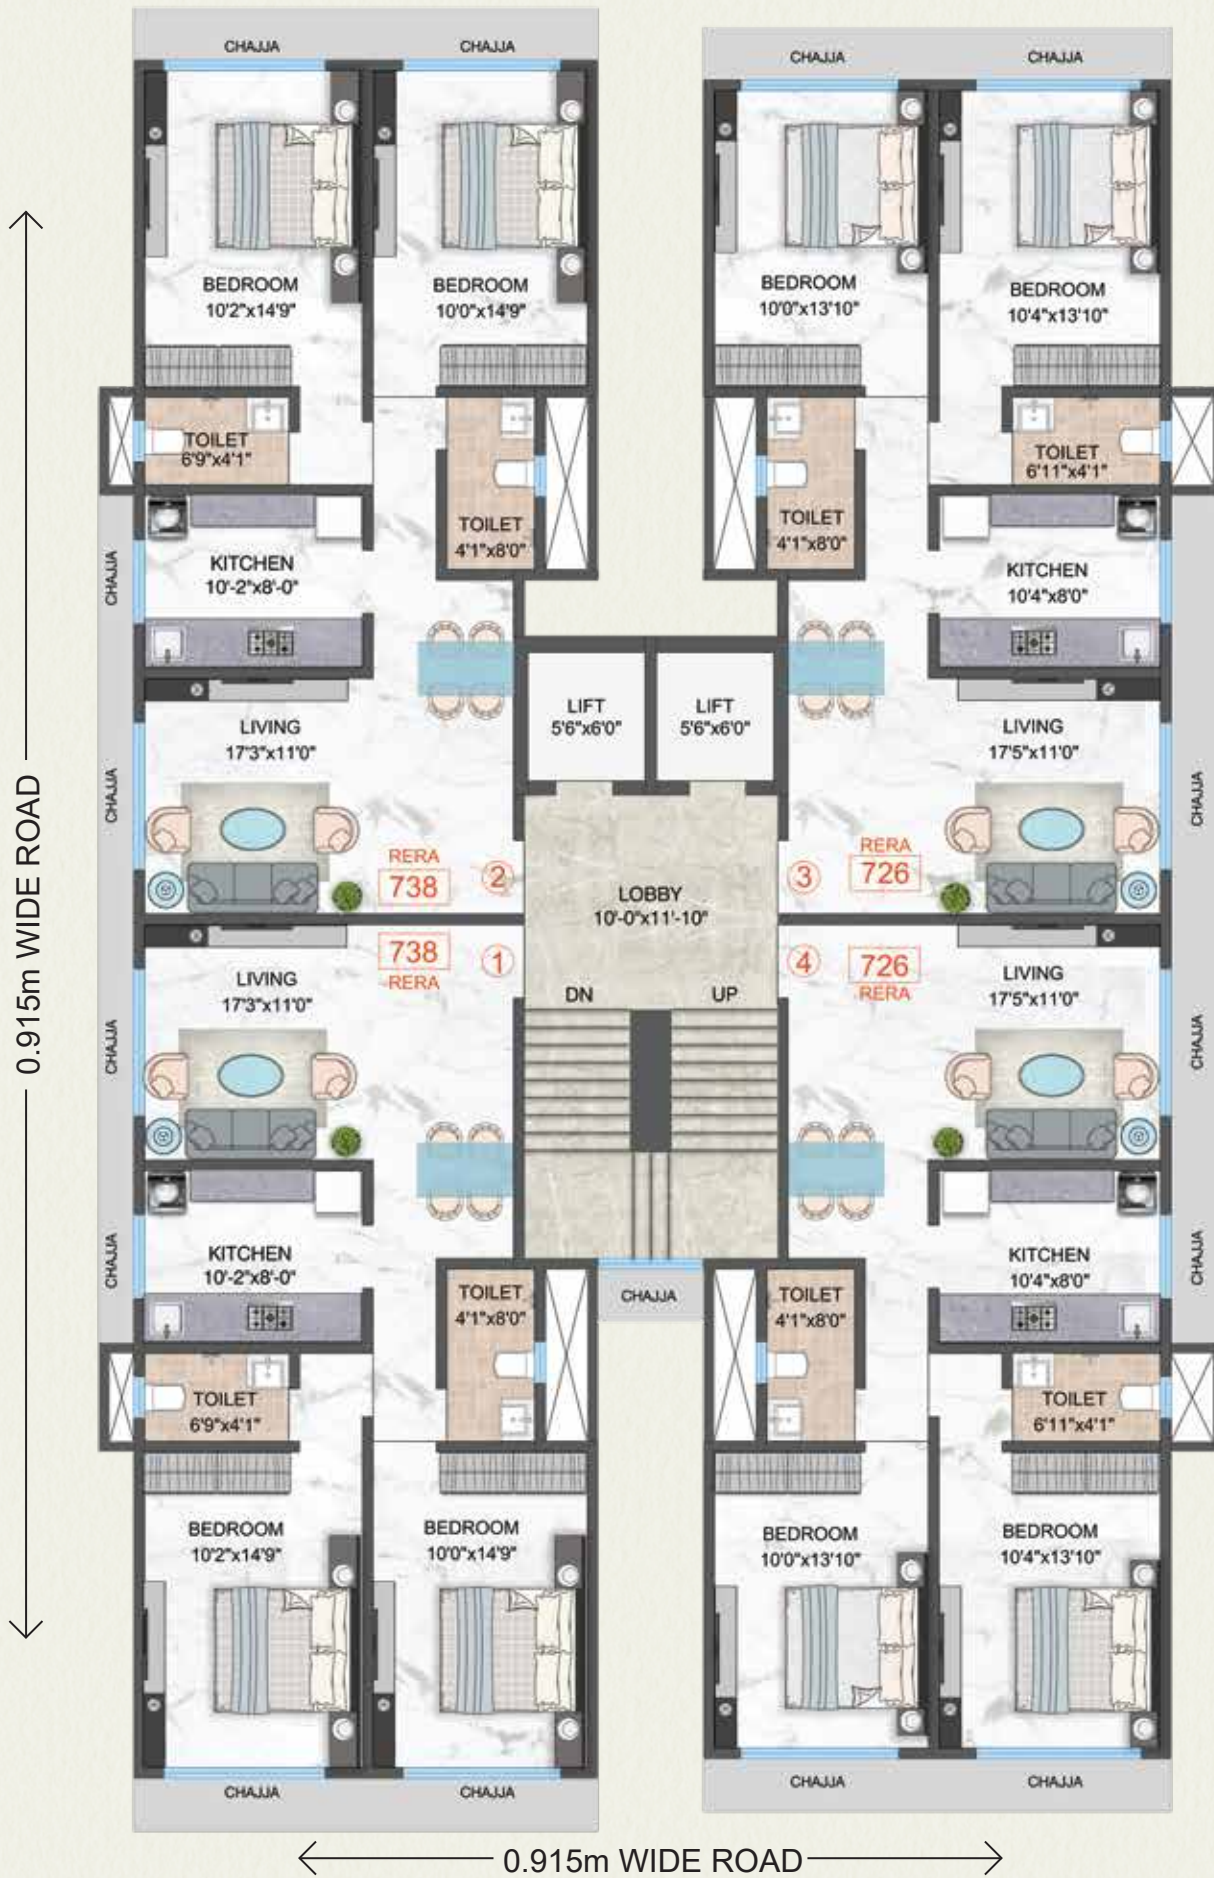 CHAJJA
CHAJJA
CHAJJA
CHAJJA
BEDROOM
10'2"x14'9"
BEDROOM
10'0"x14'9"
BEDROOM
10'0"x13'10"
BEDROOM
10'4"x13'10"
TOILET
6'9"x4'1"
TOILET
4'1"x8'0"
TOILET
4'1"x8'0"
TOILET
6'11"x4'1"
CHAJJA
KITCHEN
10'-2"x8'-0"
KITCHEN
10'4"x8'0"
LIFT
5'6"x6'0"
LIFT
5'6"x6'0"
LIVING
17'3"x11'0"
LIVING
17'5"x11'0"
CHAJJA
CHAJJA
0.915m WIDE ROAD
RERA
738
2
3
RERA
726
LOBBY
10'-0"x11'-10"
738
RERA
1
4
726
RERA
LIVING
17'3"x11'0"
LIVING
17'5"x11'0"
DN
UP
CHAJJA
CHAJJA
KITCHEN
10'-2"x8'-0"
KITCHEN
10'4"x8'0"
CHAJJA
CHAJJA
TOILET
4'1"x8'0"
CHAJJA
TOILET
4'1"x8'0"
TOILET
6'9"x4'1"
TOILET
6'11"x4'1"
BEDROOM
10'2"x14'9"
BEDROOM
10'0"x14'9"
BEDROOM
10'0"x13'10"
BEDROOM
10'4"x13'10"
CHAJJA
CHAJJA
CHAJJA
CHAJJA
0.915m WIDE ROAD